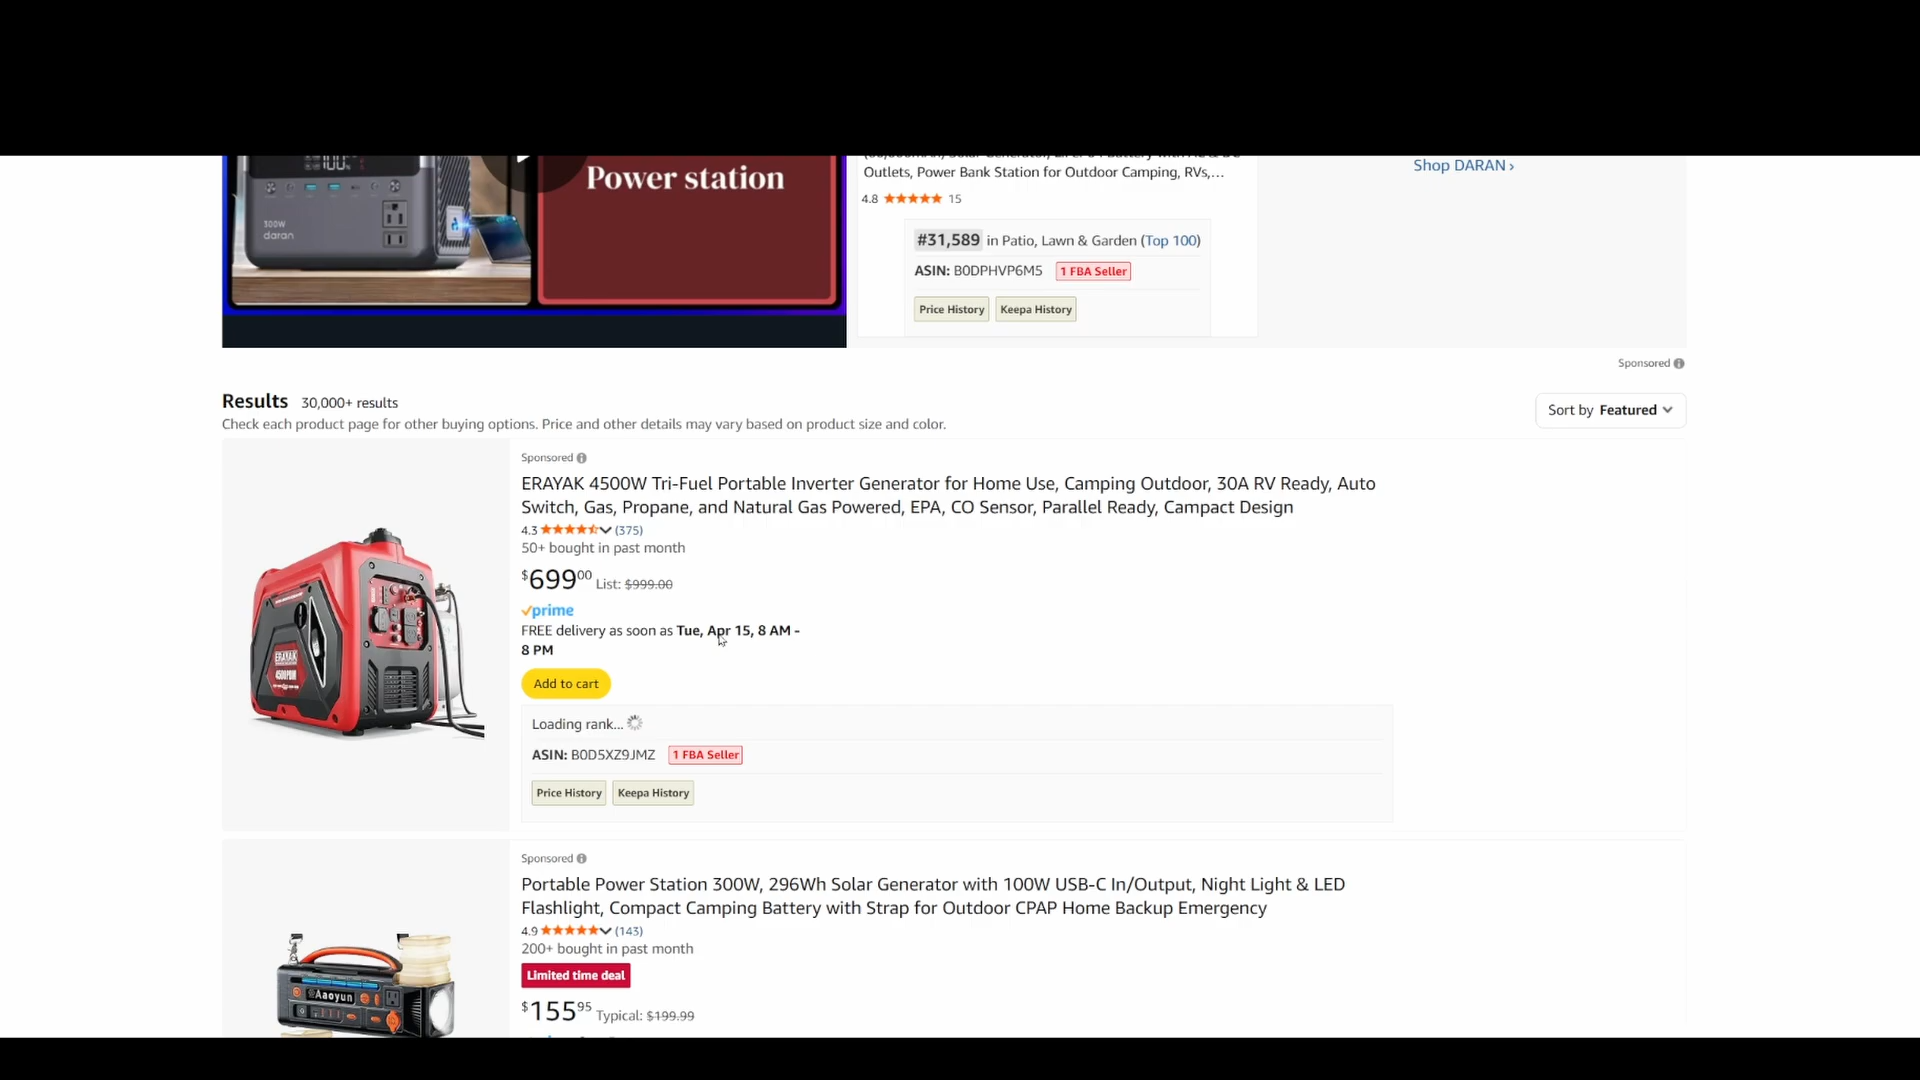 100
300W
daran
Power station
Outlets, Power Bank Station for Outdoor Camping, RVs,...
4.8 15
#31,589 in Patio, Lawn & Garden (Top 100)
ASIN: B0DPHVP6M5 1 FBA Seller
Price History Keepa History
Shop DARAN ›
Sponsored
Results 30,000+ results
Check each product page for other buying options. Price and other details may vary based on product size and color.
Sort by Featured
Sponsored
ERAYAK 4500W Tri-Fuel Portable Inverter Generator for Home Use, Camping Outdoor, 30A RV Ready, Auto
Switch, Gas, Propane, and Natural Gas Powered, EPA, CO Sensor, Parallel Ready, Campact Design
4.3 (375)
50+ bought in past month
$69900 List: $999.00
prime
FREE delivery as soon as Tue, Apr 15, 8 AM -
8 PM
Add to cart
Loading rank...
ASIN: B0D5XZ9JMZ 1 FBA Seller
Price History Keepa History
ERAYAK
Sponsored
Portable Power Station 300W, 296Wh Solar Generator with 100W USB-C In/Output, Night Light & LED
Flashlight, Compact Camping Battery with Strap for Outdoor CPAP Home Backup Emergency
4.9 (143)
200+ bought in past month
Limited time deal
$15595 Typical: $199.99
Aaoyun